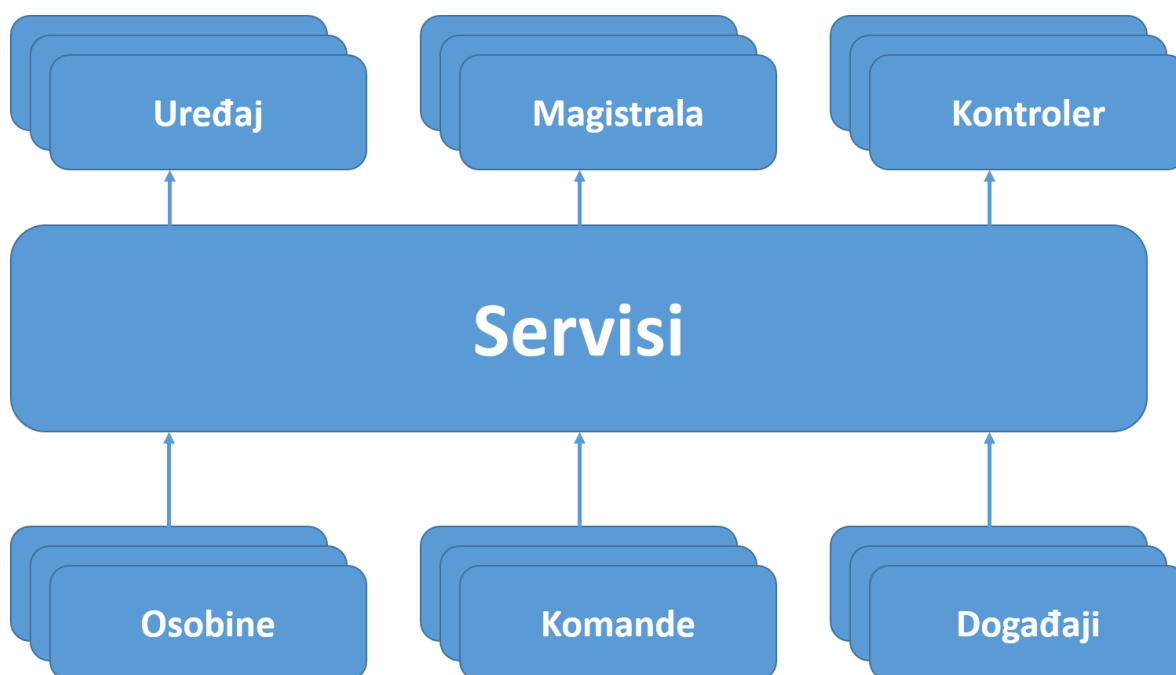 Uređaj
Magistrala
Kontroler
Servisi
Osobine
Komande
Događaji